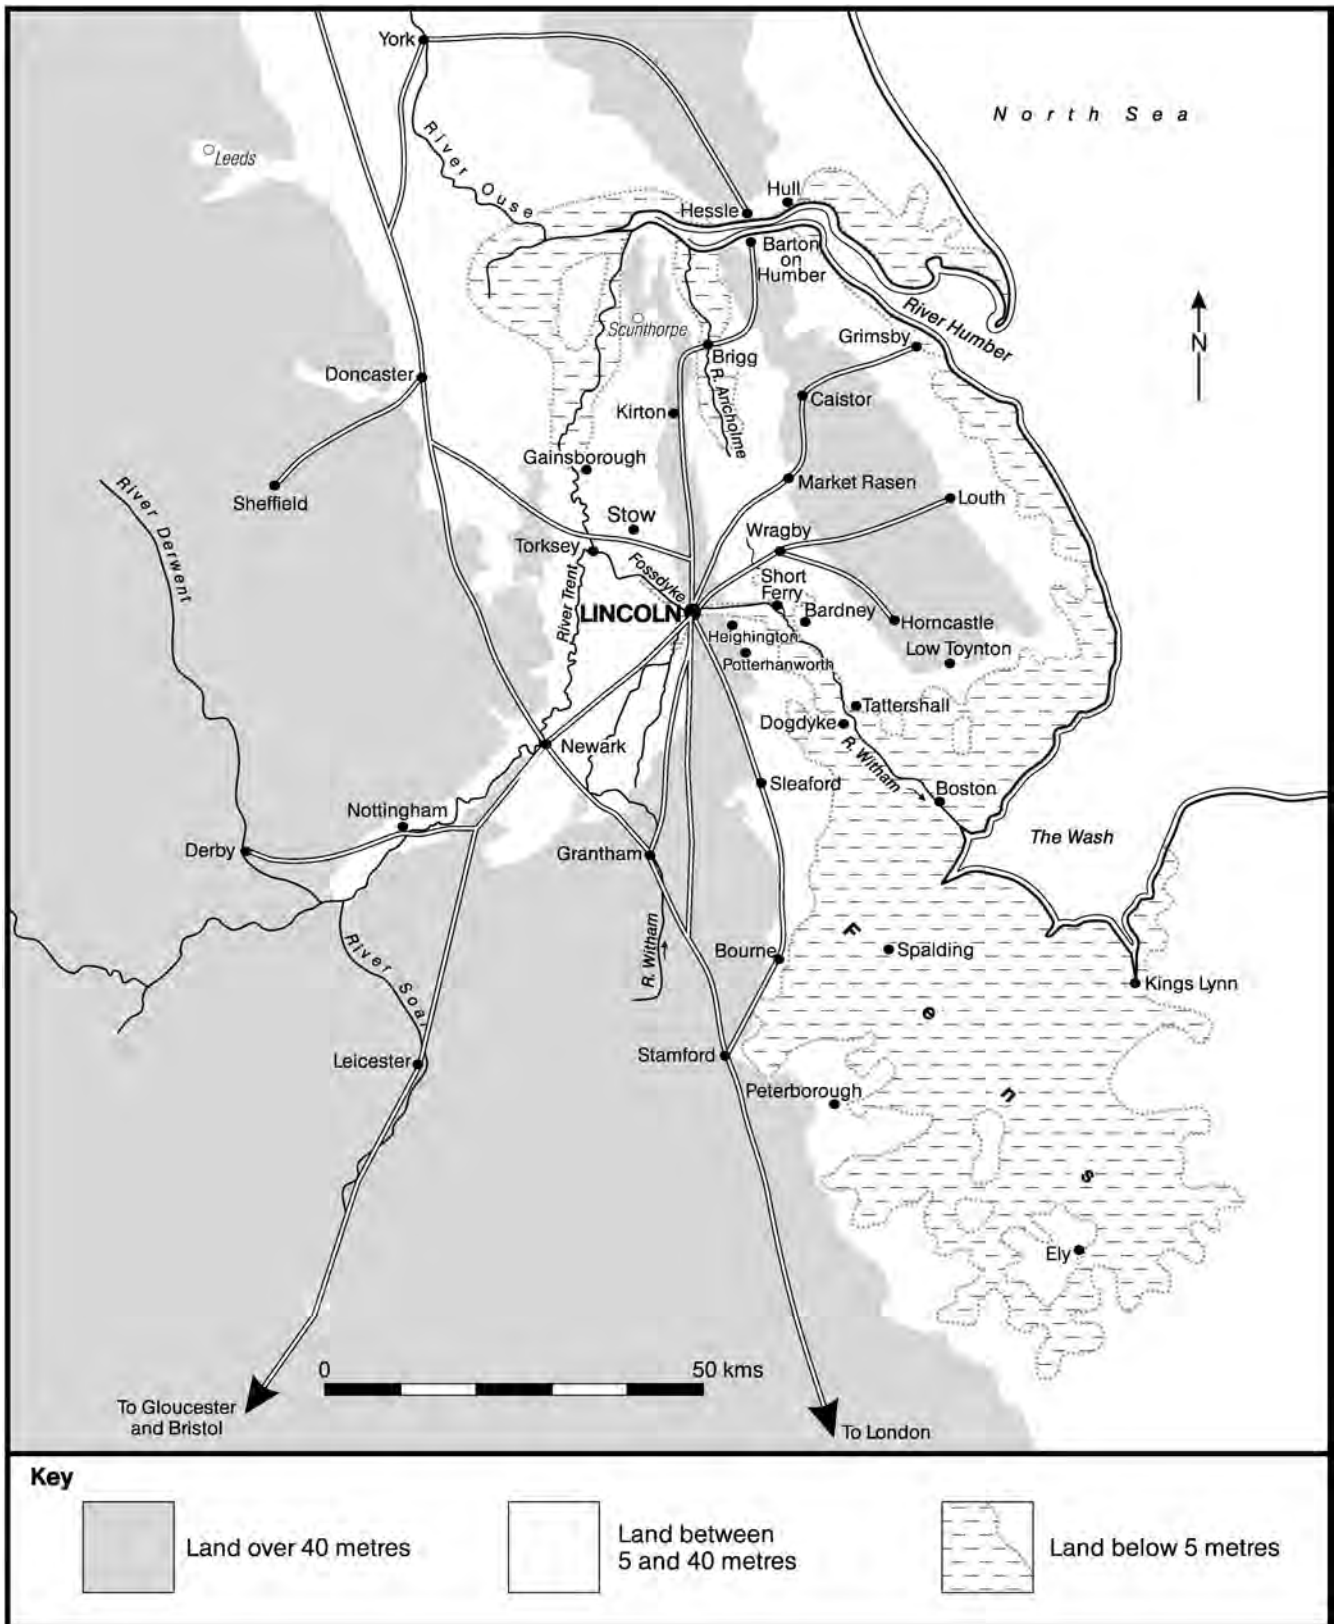 York
North Sea
Leeds
River Ouse
Hull
Hessle
Barton
on
Humber
River Humber
Scunthorpe
Grimsby
N
Brigg
Doncaster
R. Ancholme
Caistor
Kirton
Gainsborough
Sheffield
Market Rasen
Louth
River Derwent
Stow
Wragby
Torksey
Fossdyke
Short
Ferry
River Trent
LINCOLN
Bardney
Horncastle
Heighington
Low Toynton
Potterhanworth
Tattershall
Dogdyke
Newark
R. Witham
Sleaford
Boston
Nottingham
The Wash
Derby
Grantham
R. Witham
Fens
River Soar
Bourne
Spalding
Kings Lynn
Leicester
Stamford
Peterborough
Ely
0 50 kms
To Gloucester
and Bristol
To London
Key
Land over 40 metres
Land between
5 and 40 metres
Land below 5 metres